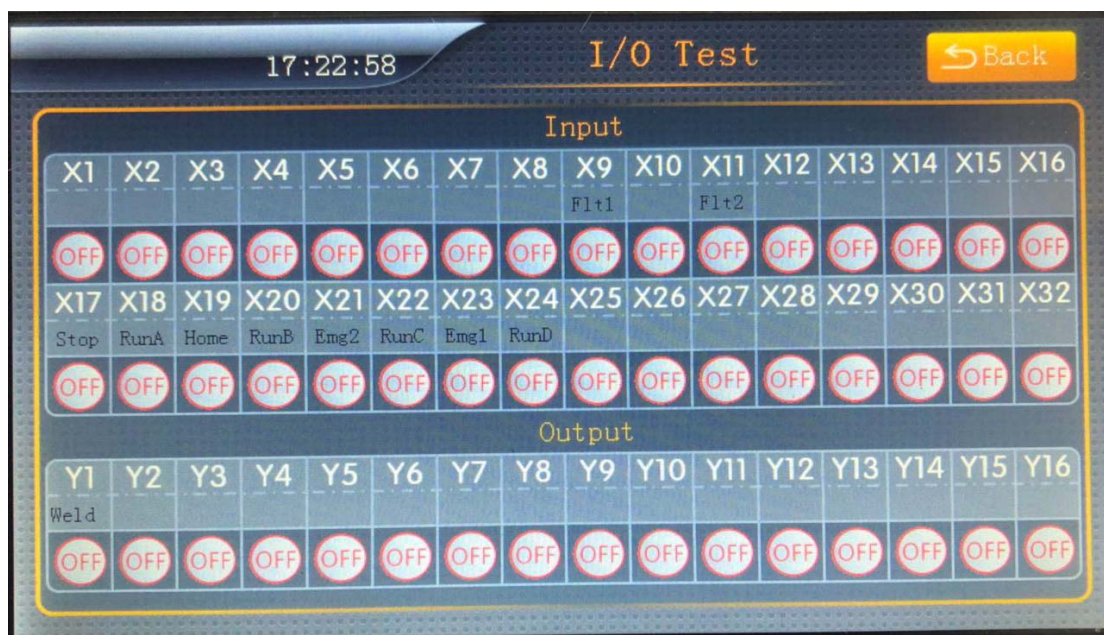 17:22:58 I/O Test Back
Input
X1 X2 X3 X4 X5 X6 X7 X8 X9 X10 X11 X12 X13 X14 X15 X16
Flt1 Flt2
OFF OFF OFF OFF OFF OFF OFF OFF OFF OFF OFF OFF OFF OFF OFF OFF
X17 X18 X19 X20 X21 X22 X23 X24 X25 X26 X27 X28 X29 X30 X31 X32
Stop RunA Home RunB Emg2 RunC Emg1 RunD
OFF OFF OFF OFF OFF OFF OFF OFF OFF OFF OFF OFF OFF OFF OFF OFF
Output
Y1 Y2 Y3 Y4 Y5 Y6 Y7 Y8 Y9 Y10 Y11 Y12 Y13 Y14 Y15 Y16
Weld
OFF OFF OFF OFF OFF OFF OFF OFF OFF OFF OFF OFF OFF OFF OFF OFF